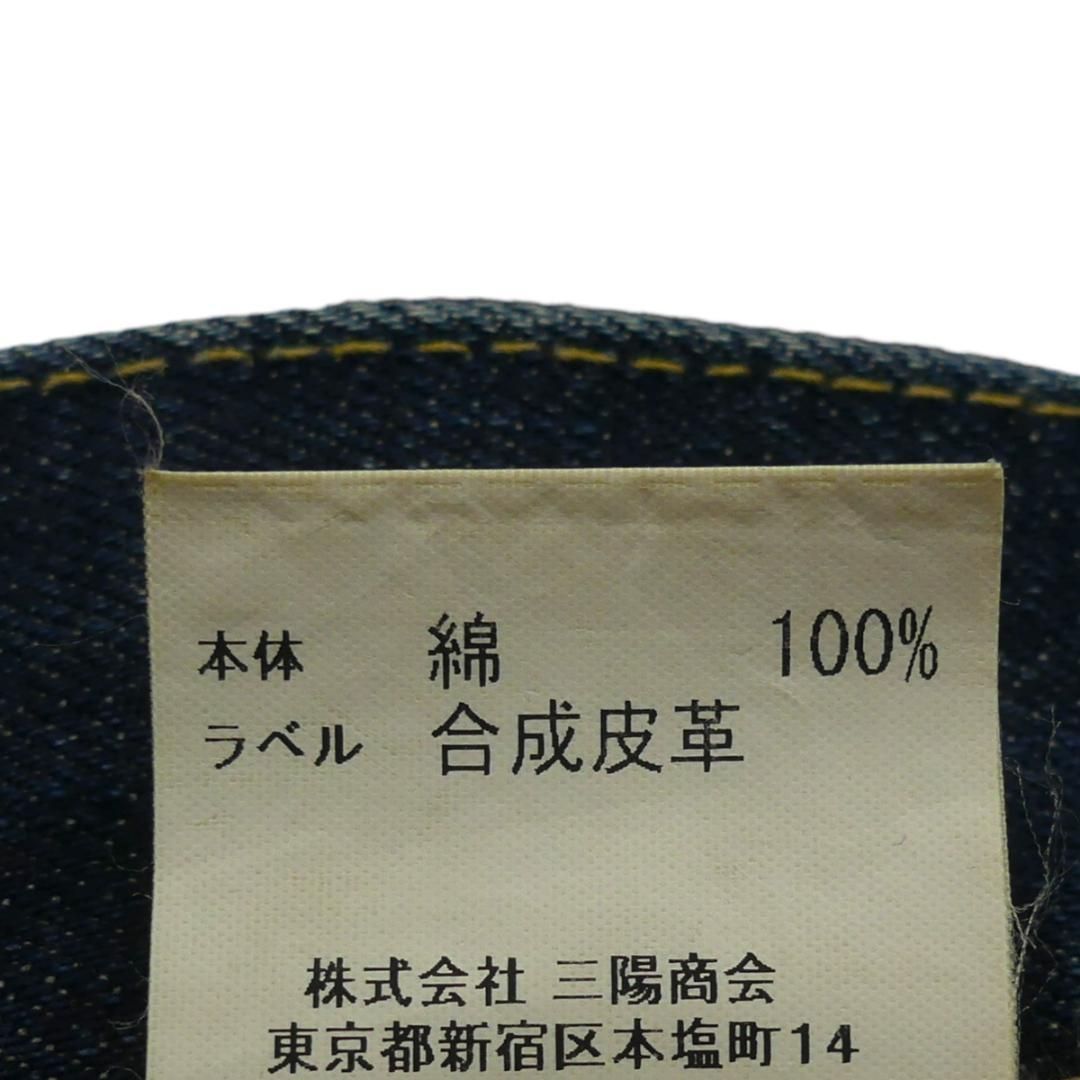 本体 綿 100%
ラベル 合成皮革
株式会社 三陽商会
東京都新宿区本塩町14